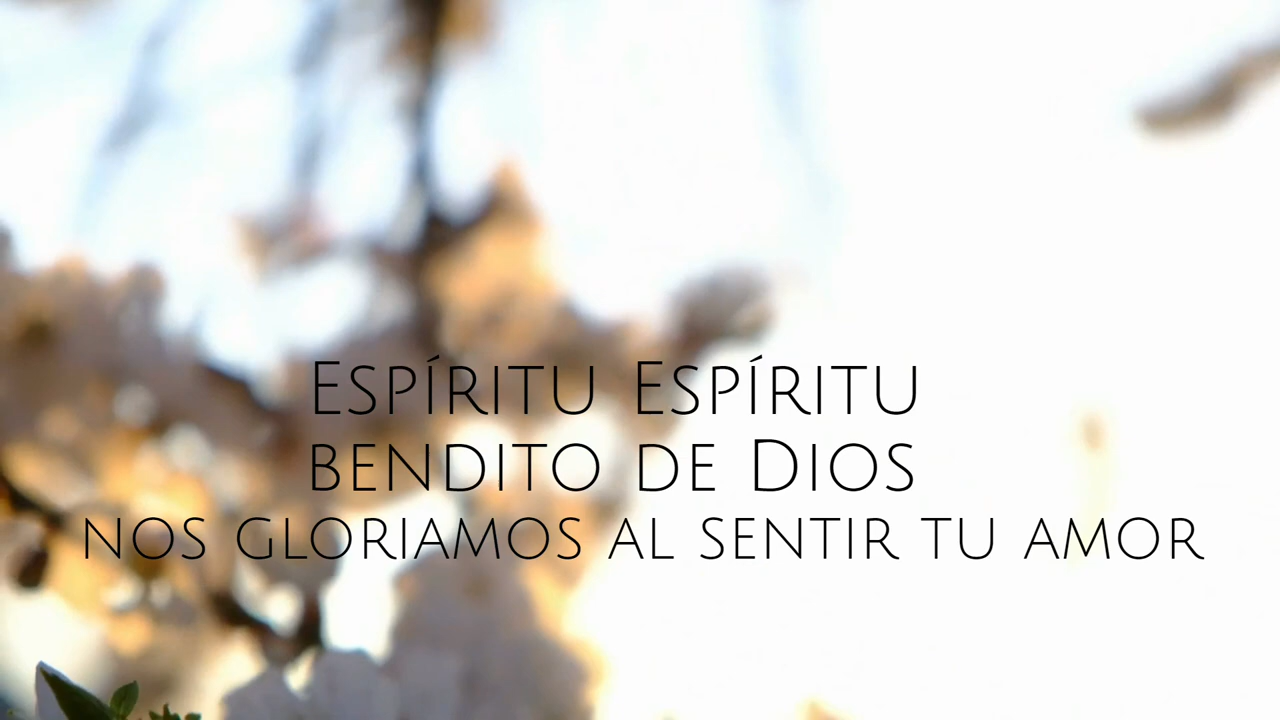 Espíritu Espíritu
bendito de Dios
nos gloriamos al sentir tu amor